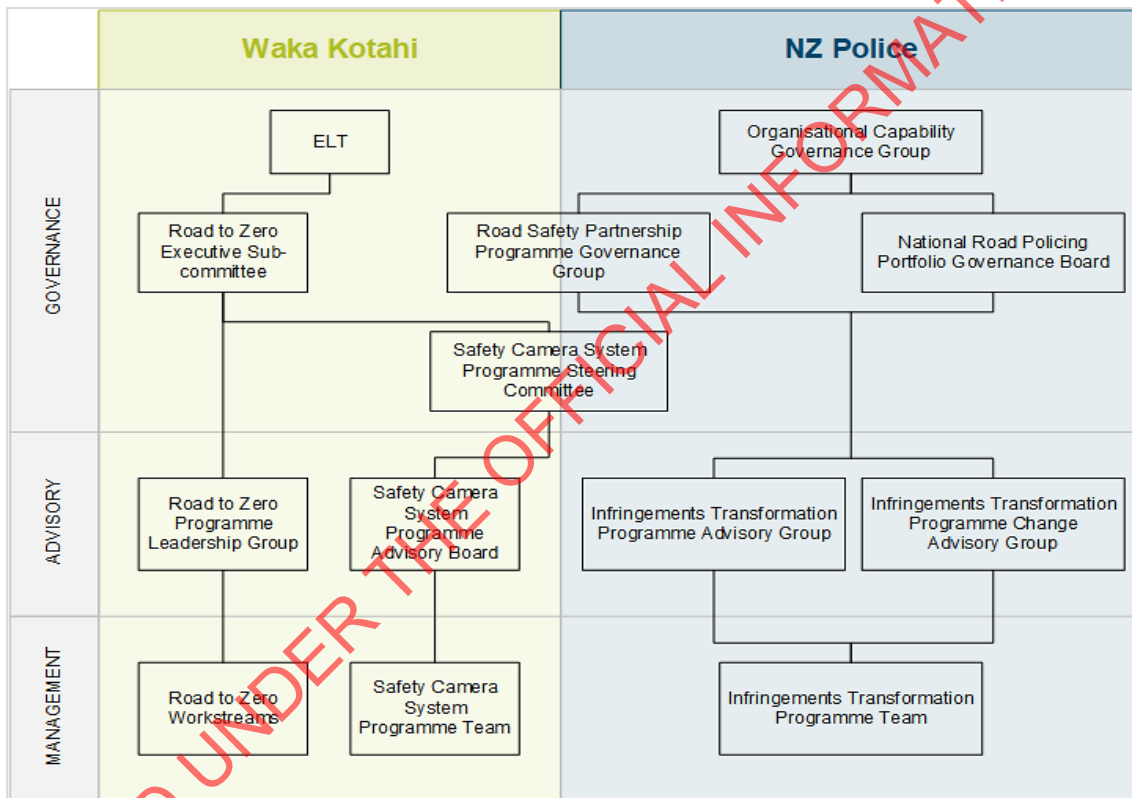 Waka Kotahi
NZ Police
GOVERNANCE
ELT
Organisational Capability
Governance Group
Road to Zero
Executive Sub-
committee
Road Safety Partnership
Programme Governance
Group
National Road Policing
Portfolio Governance Board
Safety Camera System
Programme Steering
Committee
ADVISORY
Road to Zero
Programme
Leadership Group
Safety Camera
System
Programme
Advisory Board
Infringements Transformation
Programme Advisory Group
Infringements Transformation
Programme Change
Advisory Group
MANAGEMENT
Road to Zero
Workstreams
Safety Camera
System
Programme Team
Infringements Transformation
Programme Team
UNDER THE OFFICIAL